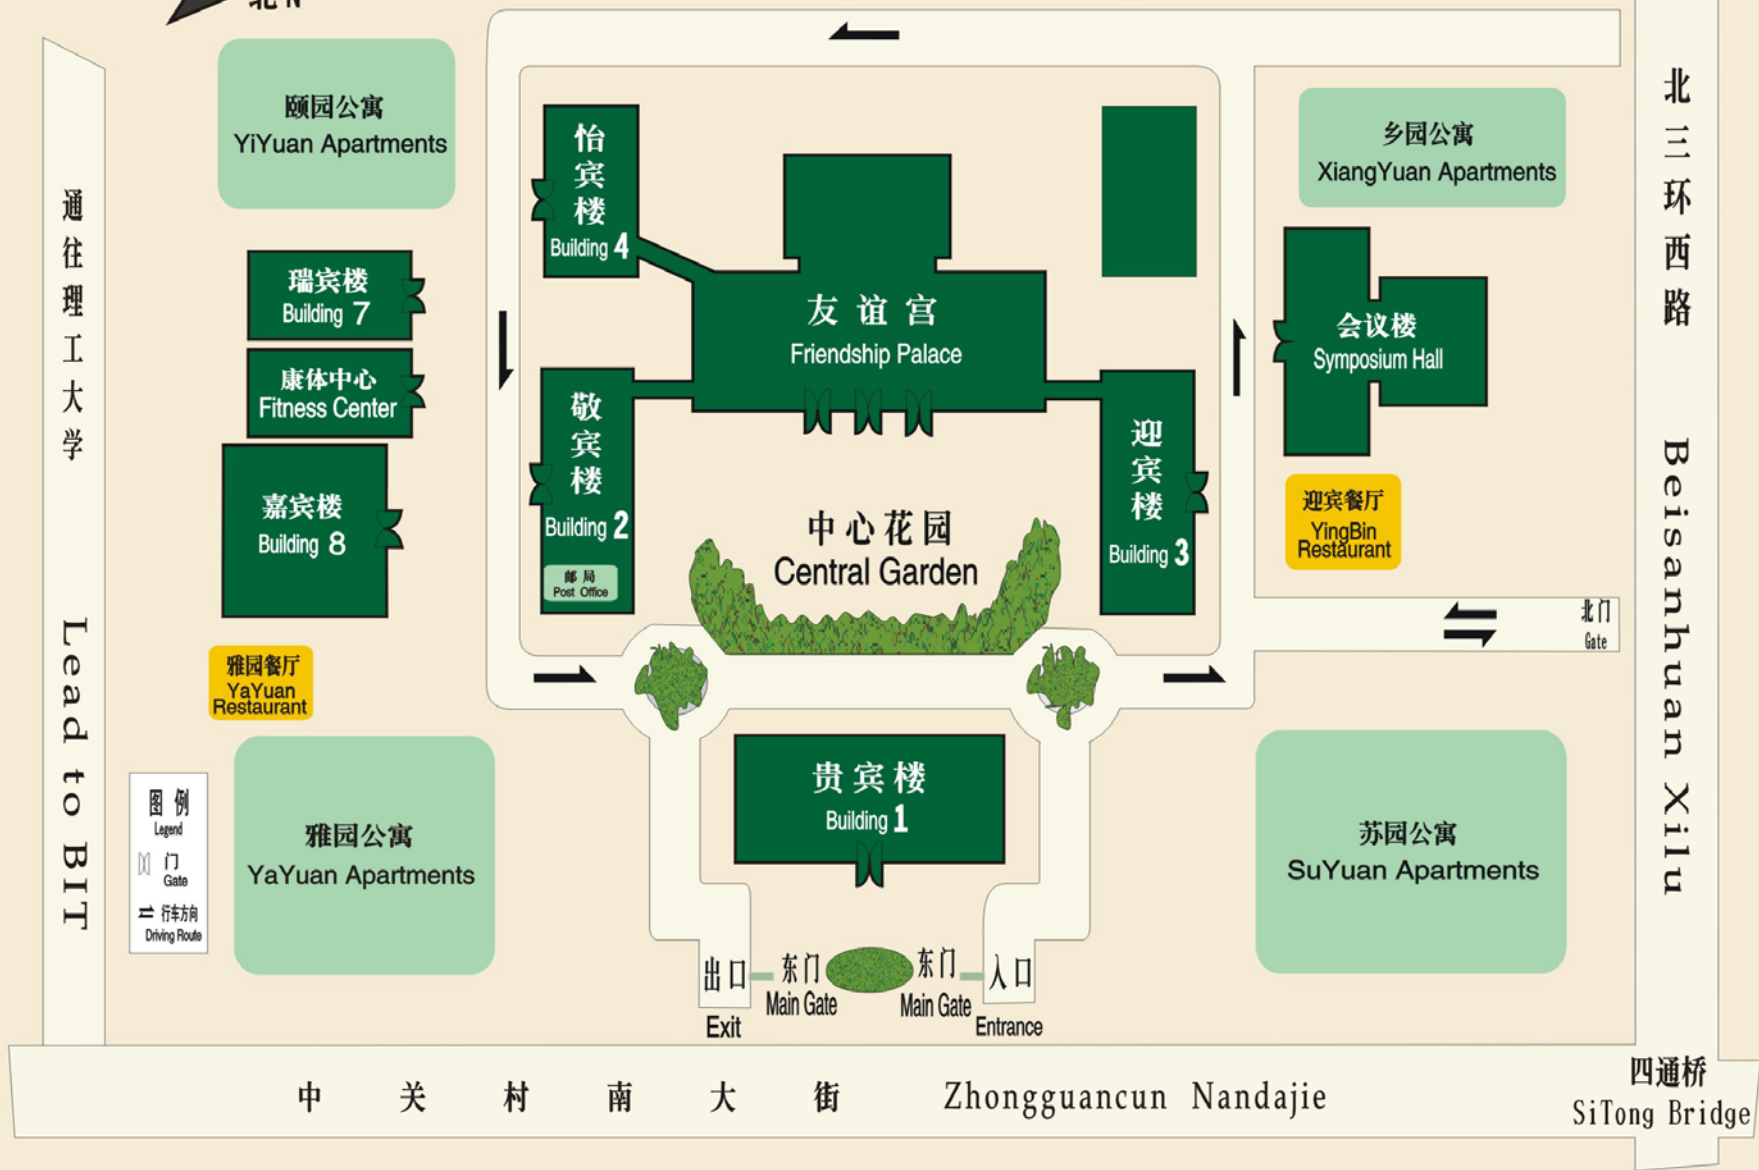 北 N
颐园公寓
YiYuan Apartments
怡宾楼
Building 4
乡园公寓
XiangYuan Apartments
北三环西路
Beisanhuan Xilu
通往理工大学
Lead to BIT
瑞宾楼
Building 7
康体中心
Fitness Center
嘉宾楼
Building 8
友谊宫
Friendship Palace
会议楼
Symposium Hall
敬宾楼
Building 2
邮局
Post Office
中心花园
Central Garden
迎宾楼
Building 3
迎宾餐厅
YingBin
Restaurant
北门
Gate
雅园餐厅
YaYuan
Restaurant
贵宾楼
Building 1
图例
Legend
门
Gate
行车方向
Driving Route
雅园公寓
YaYuan Apartments
苏园公寓
SuYuan Apartments
出口
Exit
东门
Main Gate
东门
Main Gate
入口
Entrance
中关村南大街 Zhongguancun Nandajie
四通桥
SiTong Bridge